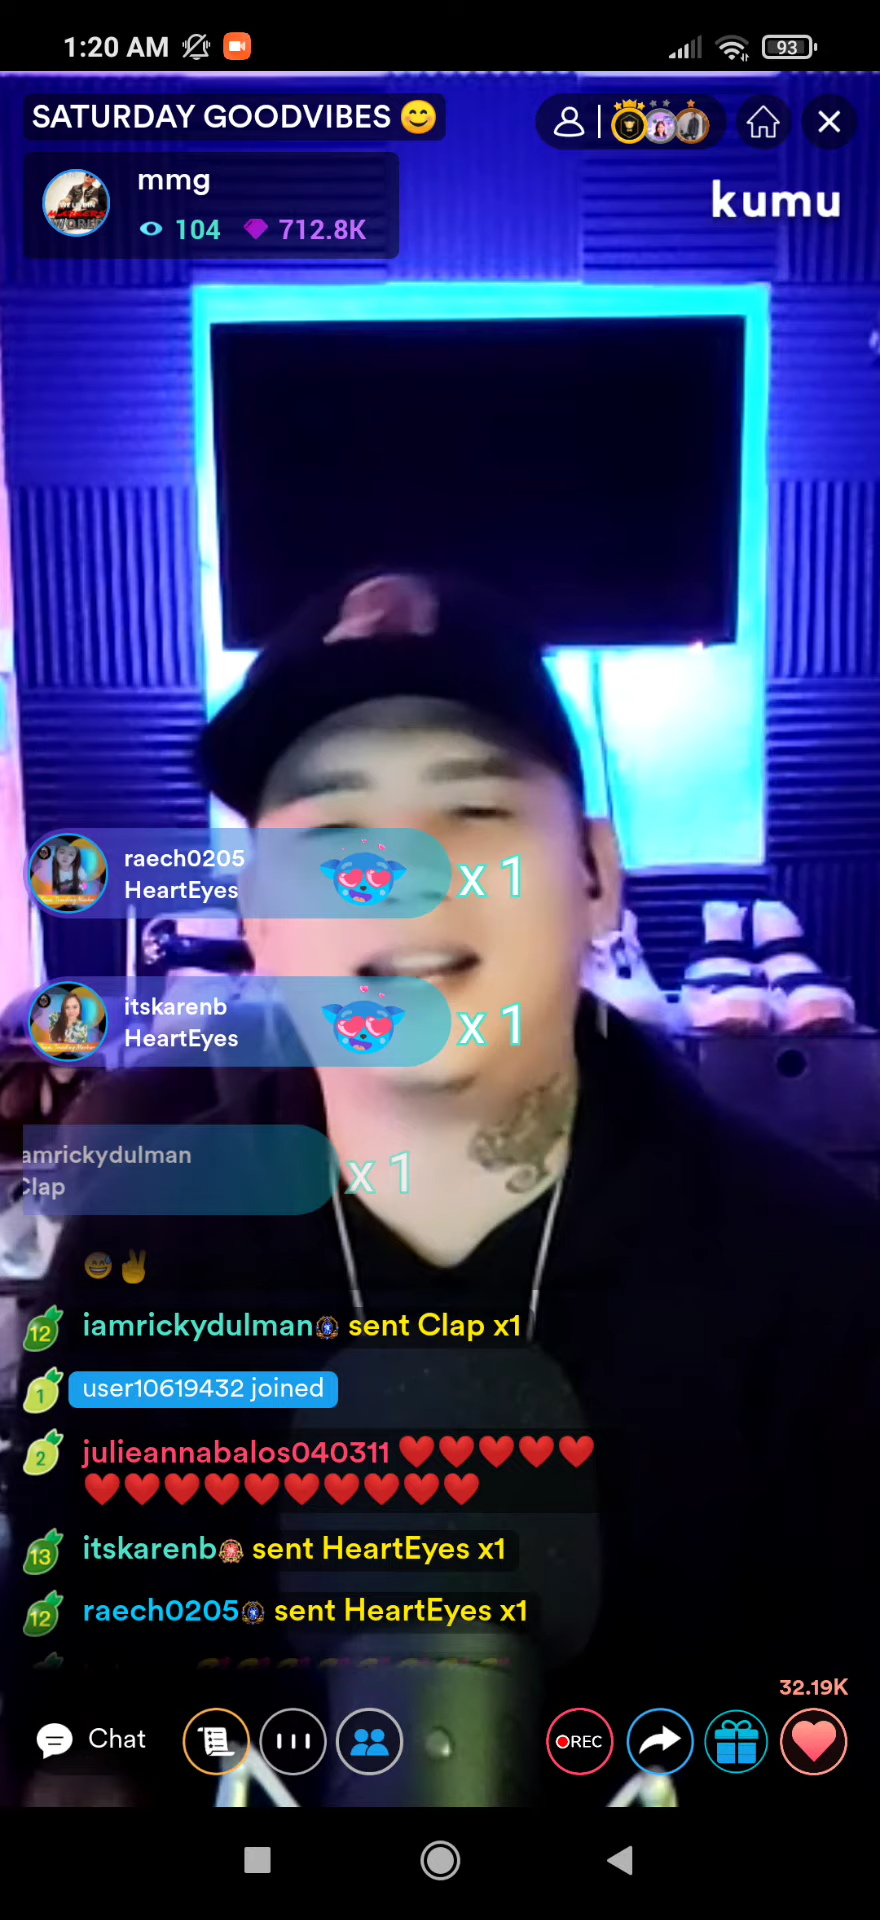 1:20 AM
93
SATURDAY GOODVIBES 😊
mmg
104 712.8K
kumu
raech0205
HeartEyes
x 1
itskarenb
HeartEyes
x 1
amrickydulman
Clap
x 1
😅✌
12 iamrickydulman sent Clap x1
1 user10619432 joined
2 julieannabalos040311 ❤❤❤❤❤
❤❤❤❤❤❤❤❤❤❤
13 itskarenb sent HeartEyes x1
12 raech0205 sent HeartEyes x1
32.19K
Chat
REC